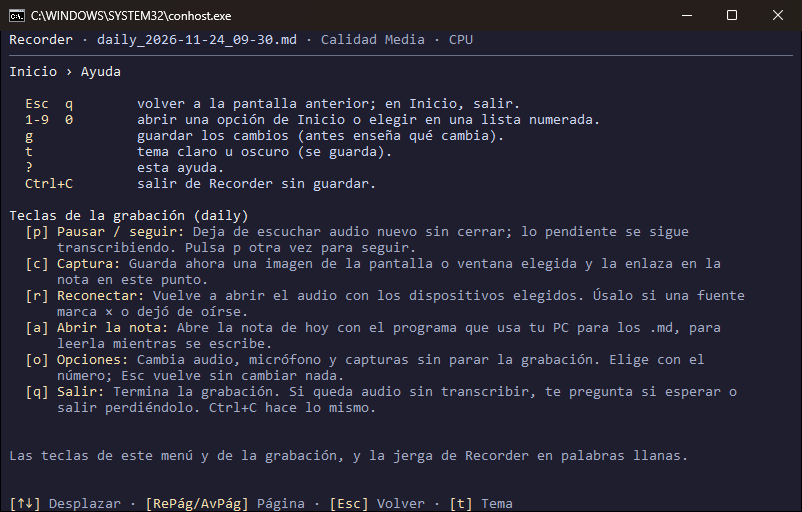 C:\WINDOWS\SYSTEM32\conhost.exe
Recorder · daily_2026-11-24_09-30.md · Calidad Media · CPU
Inicio › Ayuda
Esc  q        volver a la pantalla anterior; en Inicio, salir.
1-9  0        abrir una opción de Inicio o elegir en una lista numerada.
g             guardar los cambios (antes enseña qué cambia).
t             tema claro u oscuro (se guarda).
?             esta ayuda.
Ctrl+C        salir de Recorder sin guardar.
Teclas de la grabación (daily)
[p] Pausar / seguir: Deja de escuchar audio nuevo sin cerrar; lo pendiente se sigue
transcribiendo. Pulsa p otra vez para seguir.
[c] Captura: Guarda ahora una imagen de la pantalla o ventana elegida y la enlaza en la
nota en este punto.
[r] Reconectar: Vuelve a abrir el audio con los dispositivos elegidos. Úsalo si una fuente
marca × o dejó de oírse.
[a] Abrir la nota: Abre la nota de hoy con el programa que usa tu PC para los .md, para
leerla mientras se escribe.
[o] Opciones: Cambia audio, micrófono y capturas sin parar la grabación. Elige con el
número; Esc vuelve sin cambiar nada.
[q] Salir: Termina la grabación. Si queda audio sin transcribir, te pregunta si esperar o
salir perdiéndolo. Ctrl+C hace lo mismo.
Las teclas de este menú y de la grabación, y la jerga de Recorder en palabras llanas.
[↑↓] Desplazar · [RePág/AvPág] Página · [Esc] Volver · [t] Tema